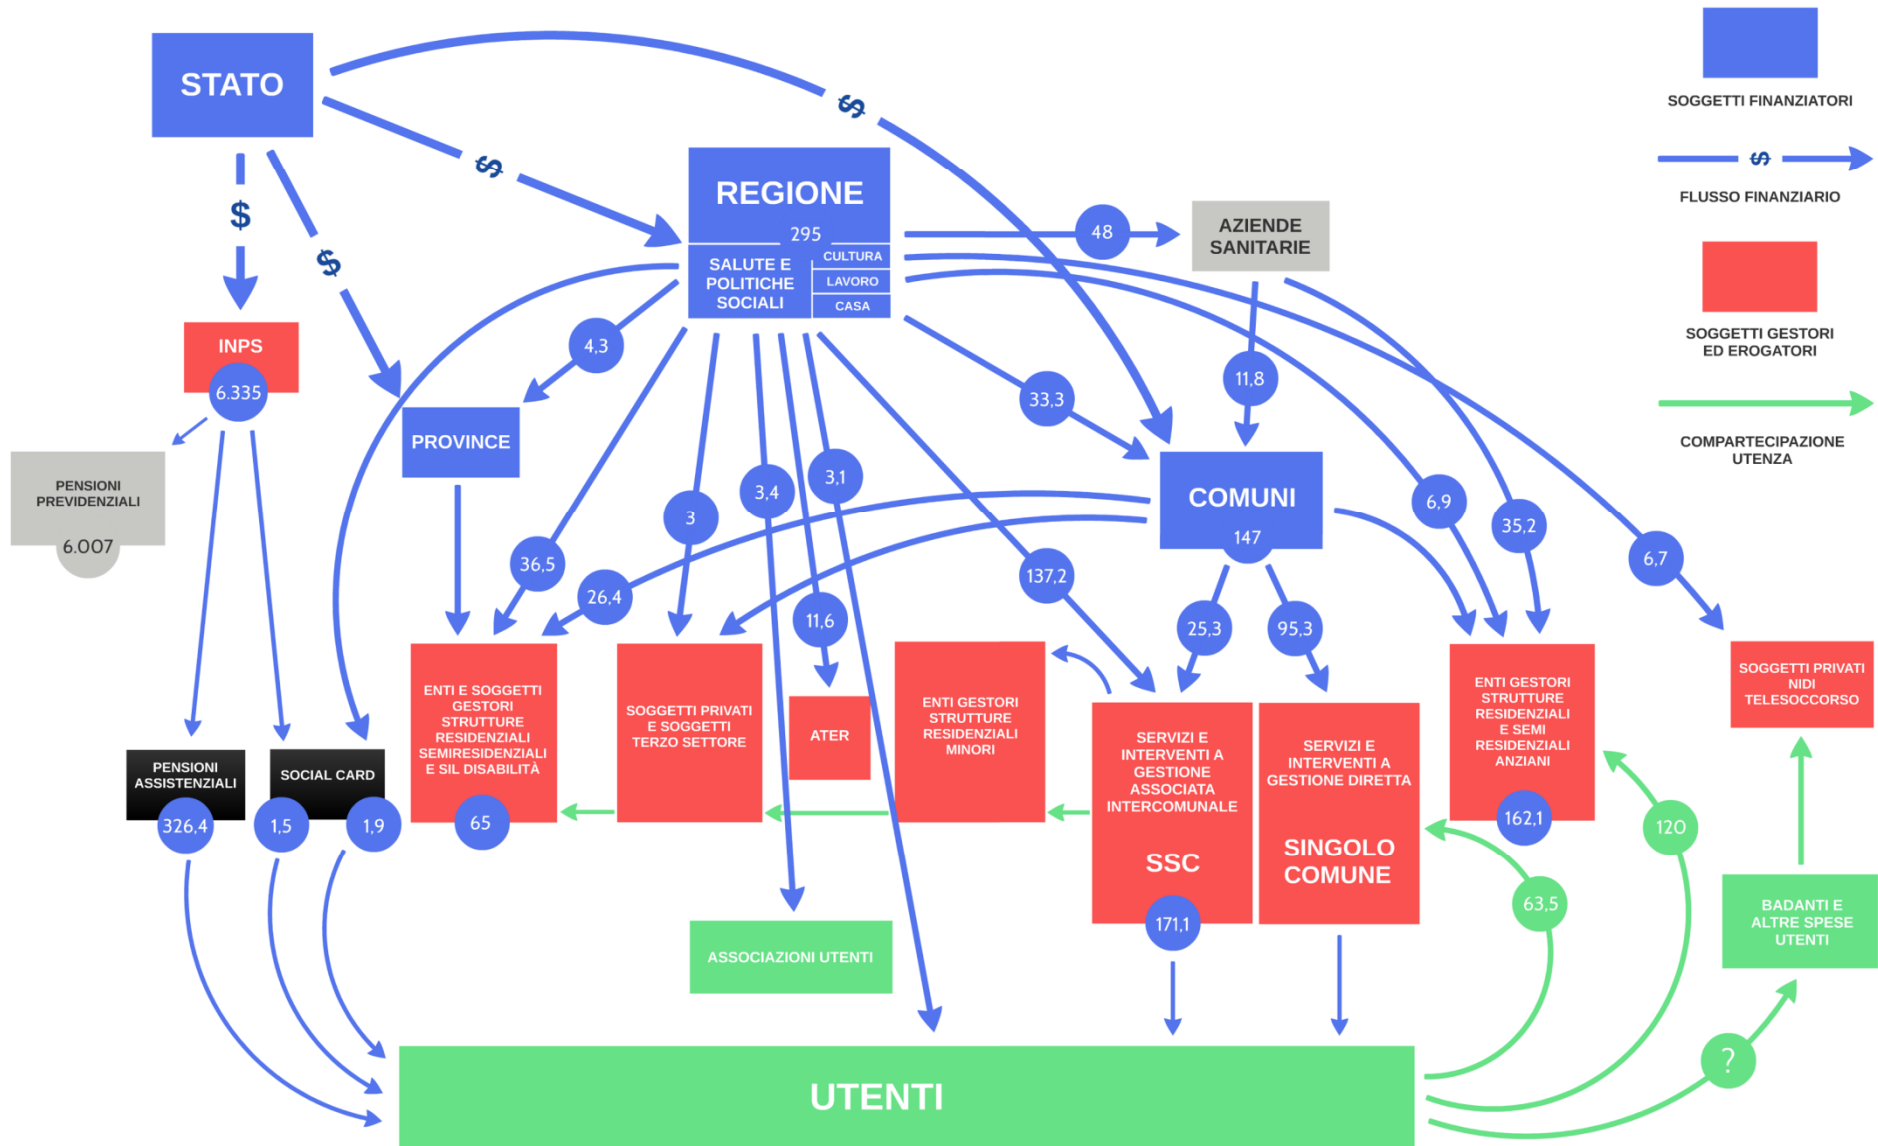 STATO
$
$
$
$
REGIONE
295
SALUTE E
POLITICHE
SOCIALI
CULTURA
LAVORO
CASA
48
AZIENDE
SANITARIE
SOGGETTI FINANZIATORI
$
FLUSSO FINANZIARIO
SOGGETTI GESTORI
ED EROGATORI
COMPARTECIPAZIONE
UTENZA
INPS
6.335
4,3
33,3
11,8
PROVINCE
PENSIONI
PREVIDENZIALI
6.007
COMUNI
147
3
3,4
3,1
6,9
35,2
6,7
36,5
26,4
11,6
137,2
25,3
95,3
PENSIONI
ASSISTENZIALI
326,4
SOCIAL CARD
1,5
1,9
ENTI E SOGGETTI
GESTORI
STRUTTURE
RESIDENZIALI
SEMIRESIDENZIALI
E SIL DISABILITÀ
65
SOGGETTI PRIVATI
E SOGGETTI
TERZO SETTORE
ATER
ENTI GESTORI
STRUTTURE
RESIDENZIALI
MINORI
SERVIZI E
INTERVENTI A
GESTIONE
ASSOCIATA
INTERCOMUNALE
SSC
171,1
SERVIZI E
INTERVENTI A
GESTIONE DIRETTA
SINGOLO
COMUNE
ENTI GESTORI
STRUTTURE
RESIDENZIALI
E SEMI
RESIDENZIALI
ANZIANI
162,1
SOGGETTI PRIVATI
NIDI
TELESOCCORSO
120
63,5
BADANTI E
ALTRE SPESE
UTENTI
ASSOCIAZIONI UTENTI
?
UTENTI